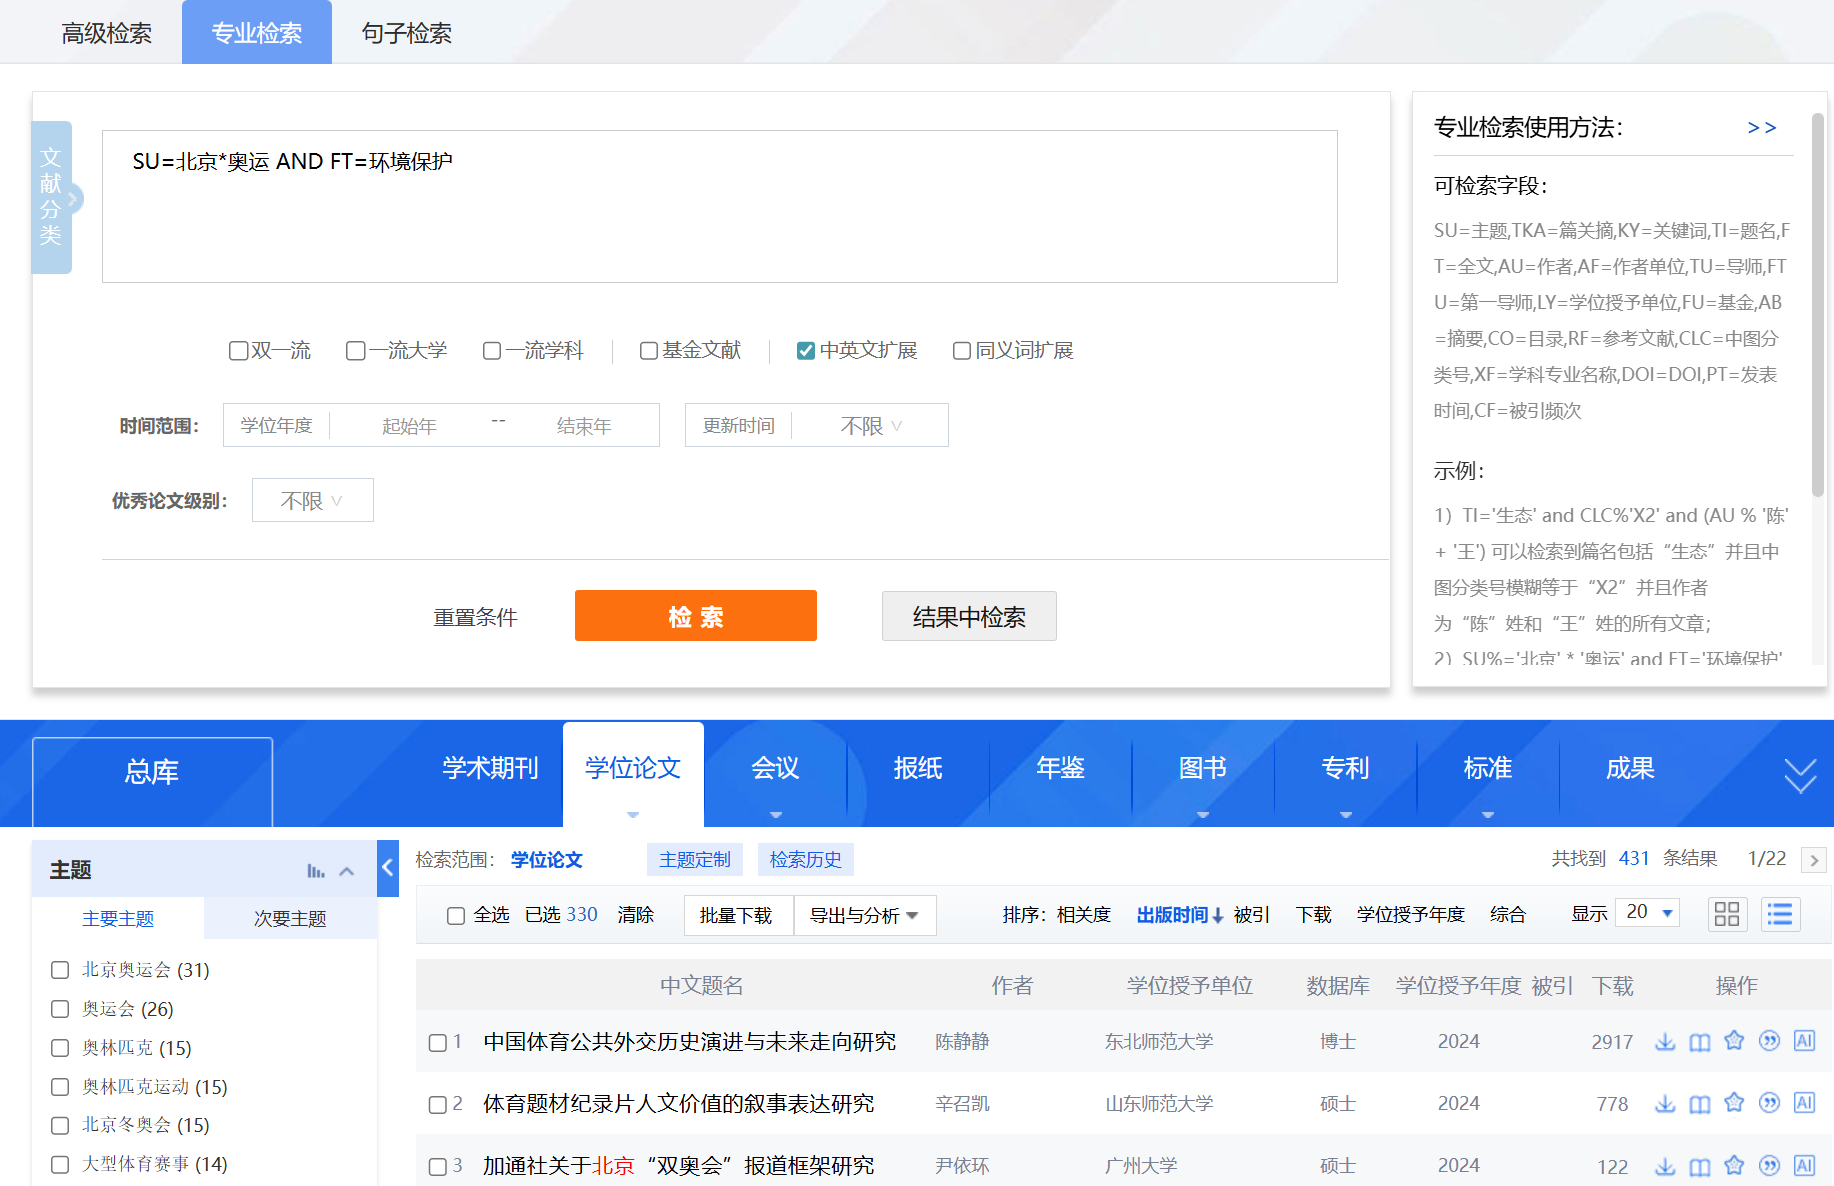 高级检索 专业检索 句子检索
文献分类
SU=北京*奥运 AND FT=环境保护
双一流 一流大学 一流学科 基金文献 中英文扩展 同义词扩展
时间范围： 学位年度 起始年 -- 结束年 更新时间 不限
优秀论文级别： 不限
重置条件 检索 结果中检索
专业检索使用方法： >>
可检索字段：
SU=主题,TKA=篇关摘,KY=关键词,TI=题名,F
T=全文,AU=作者,AF=作者单位,TU=导师,FT
U=第一导师,LY=学位授予单位,FU=基金,AB
=摘要,CO=目录,RF=参考文献,CLC=中图分
类号,XF=学科专业名称,DOI=DOI,PT=发表
时间,CF=被引频次
示例：
1）TI='生态' and CLC%'X2' and (AU % '陈'
+ '王') 可以检索到篇名包括“生态”并且中
图分类号模糊等于“X2”并且作者
为“陈”姓和“王”姓的所有文章；
2）SU%='北京' * '奥运' and FT='环境保护'
总库 学术期刊 学位论文 会议 报纸 年鉴 图书 专利 标准 成果
主题
主要主题 次要主题
北京奥运会 (31)
奥运会 (26)
奥林匹克 (15)
奥林匹克运动 (15)
北京冬奥会 (15)
大型体育赛事 (14)
检索范围： 学位论文 主题定制 检索历史 共找到 431 条结果 1/22 >
全选 已选 330 清除 批量下载 导出与分析 排序： 相关度 出版时间↓ 被引 下载 学位授予年度 综合 显示 20
中文题名 作者 学位授予单位 数据库 学位授予年度 被引 下载 操作
1 中国体育公共外交历史演进与未来走向研究 陈静静 东北师范大学 博士 2024 2917 AI
2 体育题材纪录片人文价值的叙事表达研究 辛召凯 山东师范大学 硕士 2024 778 AI
3 加通社关于北京“双奥会”报道框架研究 尹依环 广州大学 硕士 2024 122 AI